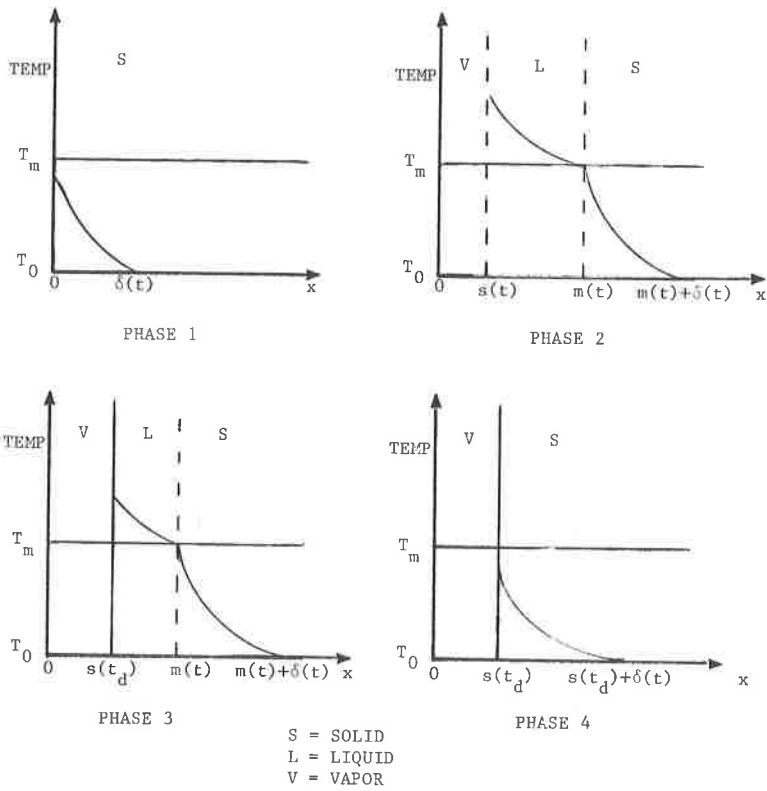 TEMP
S
T_m
T_0
0
δ(t)
x
PHASE 1
TEMP
V L S
T_m
T_0
0 s(t) m(t) m(t)+δ(t) x
PHASE 2
TEMP
V L S
T_m
T_0
0 s(t_d) m(t) m(t)+δ(t) x
PHASE 3
TEMP
V S
T_m
T_0
0 s(t_d) s(t_d)+δ(t) x
PHASE 4
S = SOLID
L = LIQUID
V = VAPOR